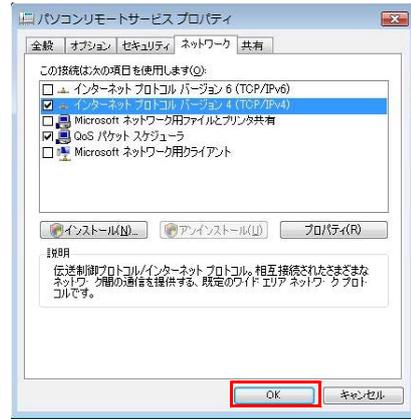 パソコンリモートサービス プロパティ
全般 オプション セキュリティ ネットワーク 共有
この接続は次の項目を使用します(O):
インターネット プロトコル バージョン 6 (TCP/IPv6)
インターネット プロトコル バージョン 4 (TCP/IPv4)
Microsoft ネットワーク用ファイルとプリンタ共有
QoS パケット スケジューラ
Microsoft ネットワーク用クライアント
インストール(N)... アンインストール(U) プロパティ(R)
説明
伝送制御プロトコル/インターネット プロトコル。相互接続されたさまざまな
ネットワーク間の通信を提供する、既定のワイド エリア ネットワーク プロト
コルです。
OK キャンセル